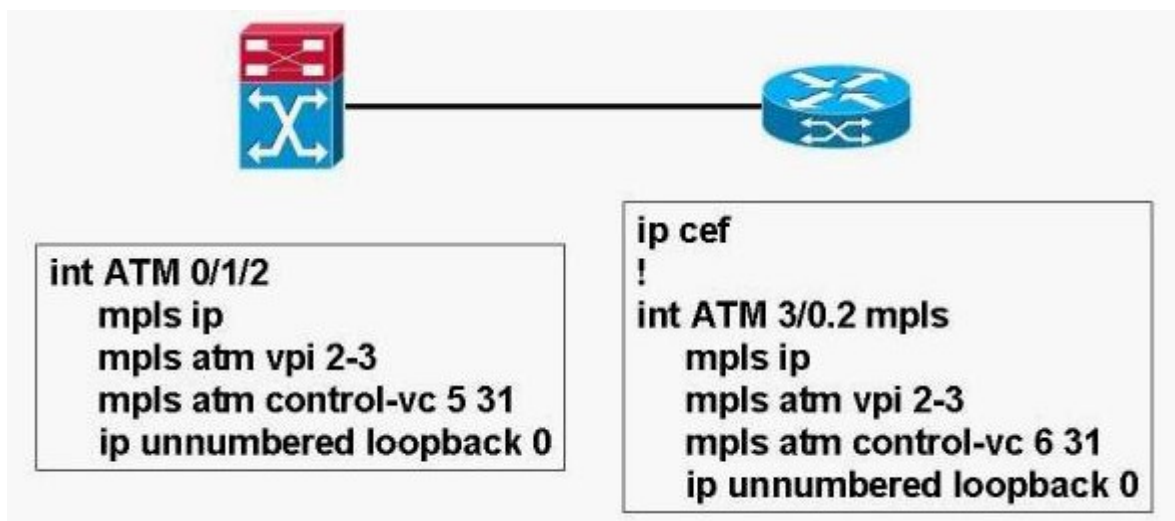 int ATM 0/1/2
mpls ip
mpls atm vpi 2-3
mpls atm control-vc 5 31
ip unnumbered loopback 0
ip cef
!
int ATM 3/0.2 mpls
mpls ip
mpls atm vpi 2-3
mpls atm control-vc 6 31
ip unnumbered loopback 0